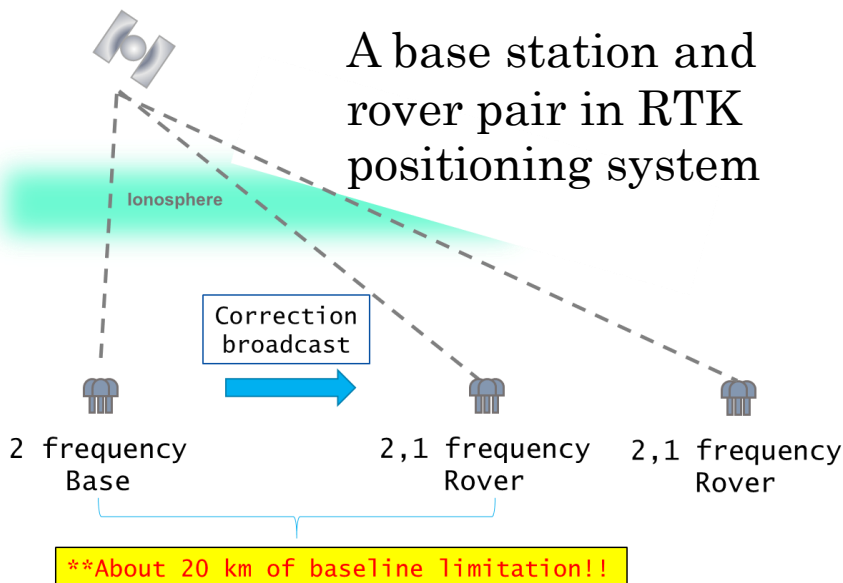 A base station and
rover pair in RTK
positioning system
Ionosphere
Correction
broadcast
2 frequency
Base
2,1 frequency
Rover
2,1 frequency
Rover
**About 20 km of baseline limitation!!